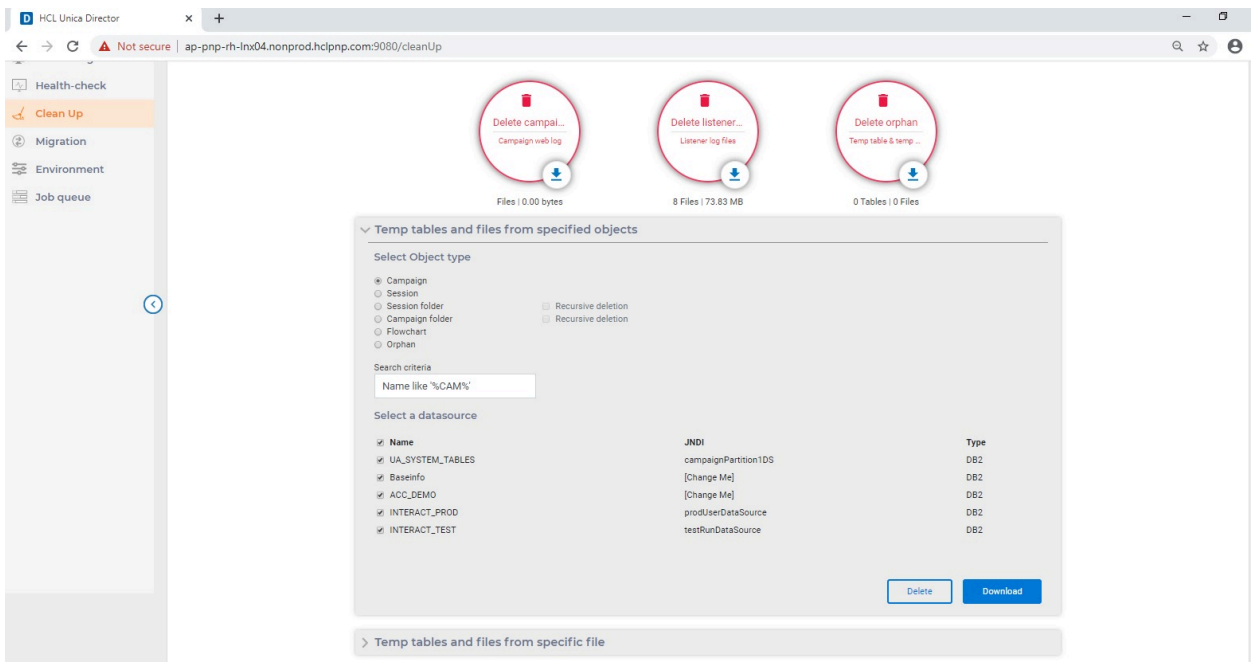 HCL Unica Director
Not secure | ap-pnp-rh-lnx04.nonprod.hclpnp.com:9080/cleanUp
Health-check
Clean Up
Migration
Environment
Job queue
Delete campai...
Campaign web log
Files | 0.00 bytes
Delete listener...
Listener log files
8 Files | 73.83 MB
Delete orphan
Temp table & temp ...
0 Tables | 0 Files
Temp tables and files from specified objects
Select Object type
Campaign
Session
Session folder Recursive deletion
Campaign folder Recursive deletion
Flowchart
Orphan
Search criteria
Name like '%CAM%'
Select a datasource
Name JNDI Type
UA_SYSTEM_TABLES campaignPartition1DS DB2
Baseinfo [Change Me] DB2
ACC_DEMO [Change Me] DB2
INTERACT_PROD prodUserDataSource DB2
INTERACT_TEST testRunDataSource DB2
Delete Download
Temp tables and files from specific file